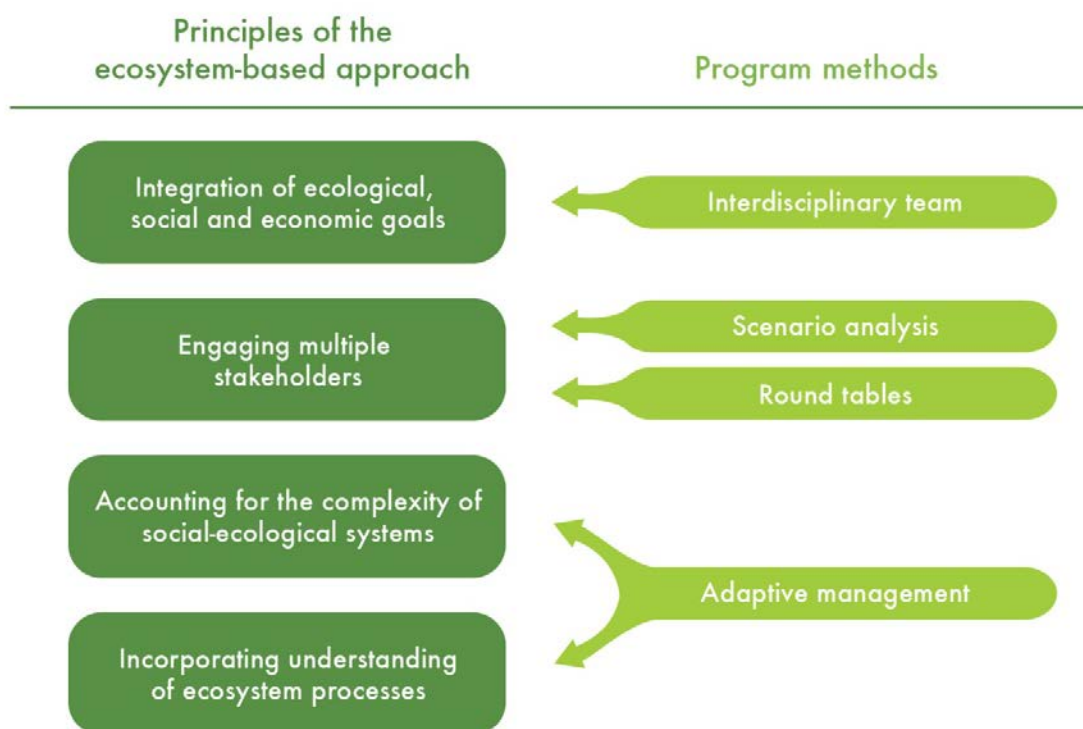 Principles of the
ecosystem-based approach
Program methods
Integration of ecological,
social and economic goals
Interdisciplinary team
Engaging multiple
stakeholders
Scenario analysis
Round tables
Accounting for the complexity of
social-ecological systems
Adaptive management
Incorporating understanding
of ecosystem processes